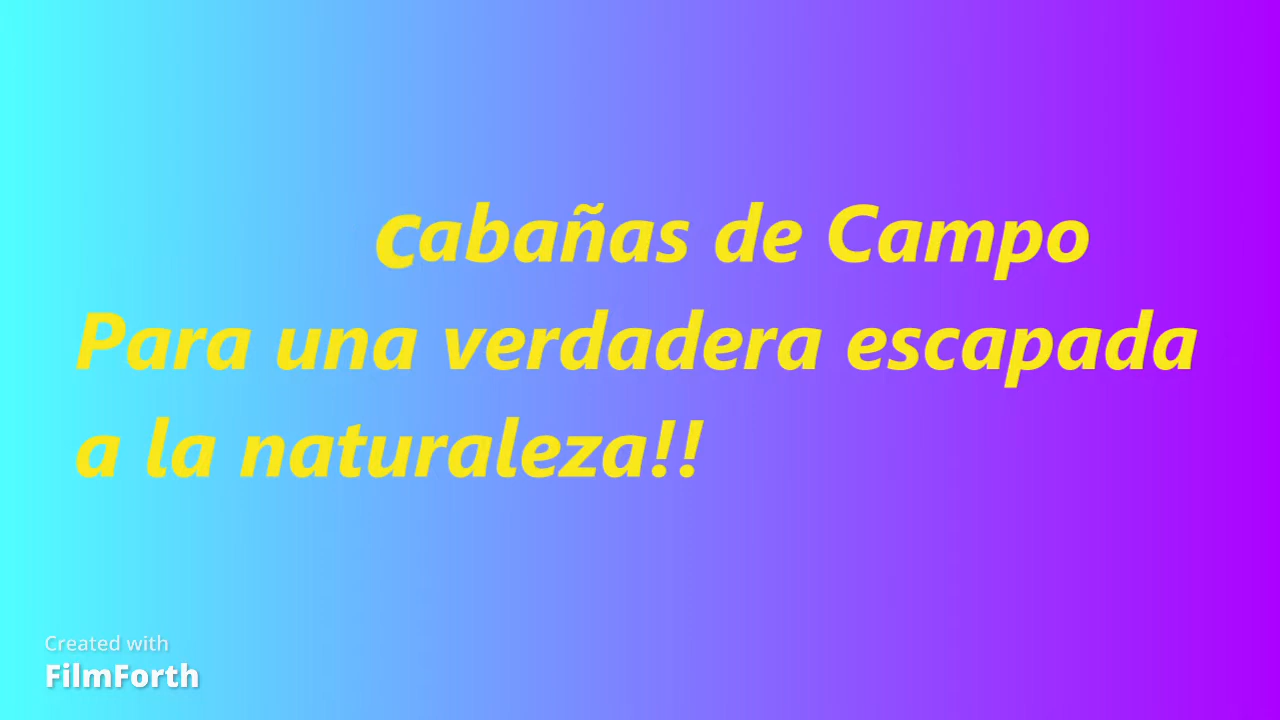 cabañas de Campo
Para una verdadera escapada
a la naturaleza!!
Created with
FilmForth